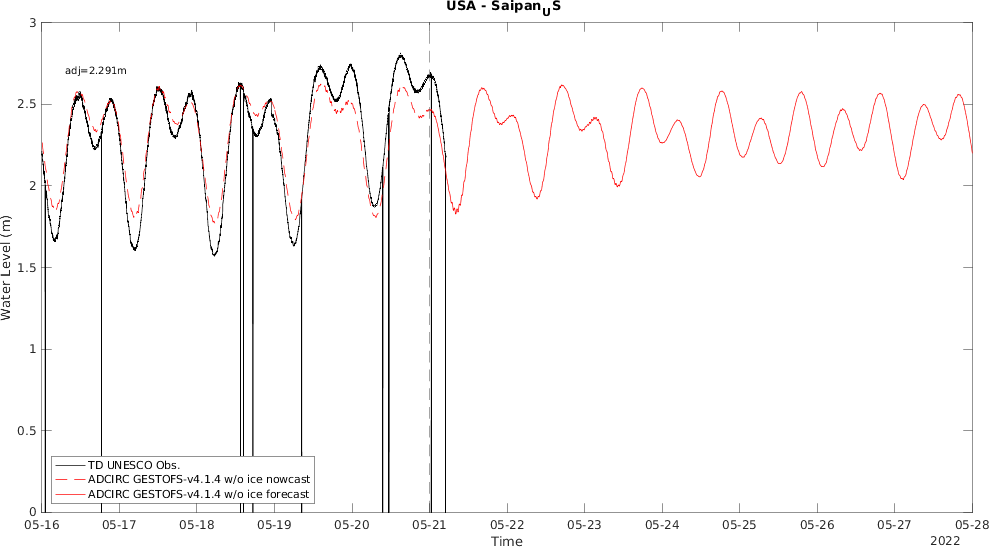 USA - Saipan_US
3
2.5
2
1.5
1
0.5
0
Water Level (m)
adj=2.291m
TD UNESCO Obs.
ADCIRC GESTOFS-v4.1.4 w/o ice nowcast
ADCIRC GESTOFS-v4.1.4 w/o ice forecast
05-16 05-17 05-18 05-19 05-20 05-21 05-22 05-23 05-24 05-25 05-26 05-27 05-28
Time
2022